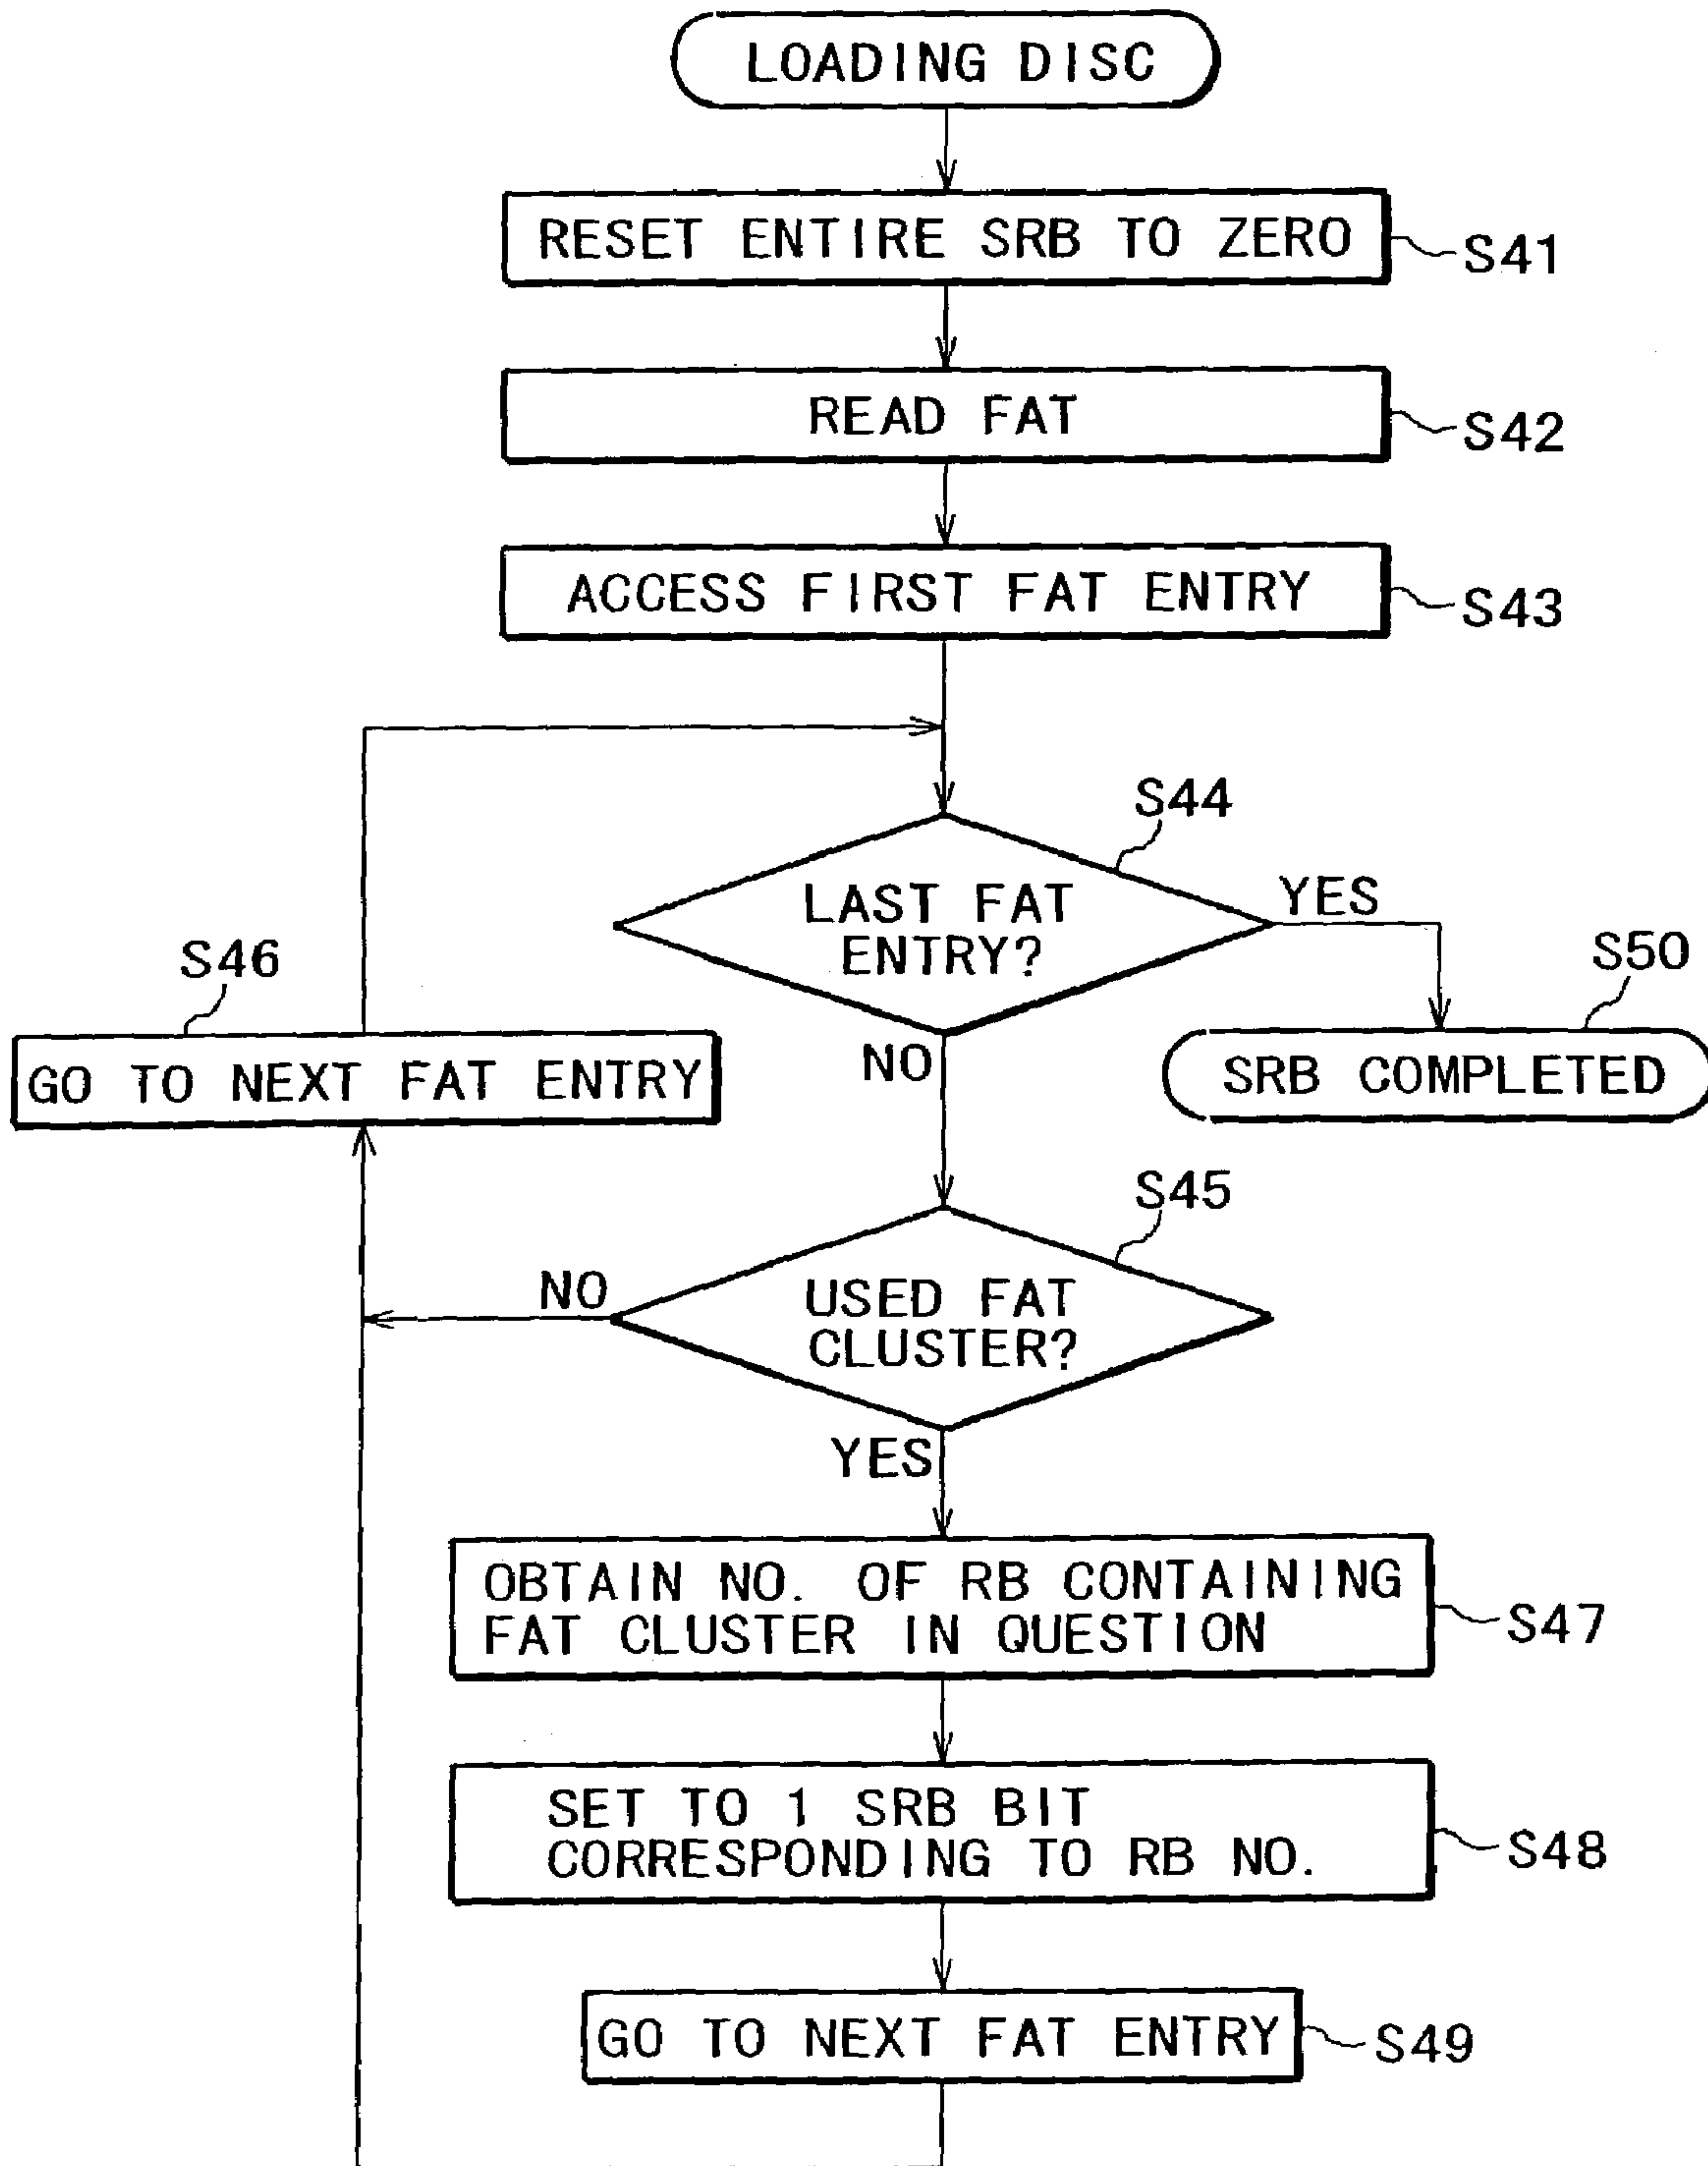 LOADING DISC
RESET ENTIRE SRB TO ZERO
S41
READ FAT
S42
ACCESS FIRST FAT ENTRY
S43
S44
LAST FAT
ENTRY?
YES
S46
S50
GO TO NEXT FAT ENTRY
NO
SRB COMPLETED
S45
NO
USED FAT
CLUSTER?
YES
OBTAIN NO. OF RB CONTAINING
FAT CLUSTER IN QUESTION
S47
SET TO 1 SRB BIT
CORRESPONDING TO RB NO.
S48
GO TO NEXT FAT ENTRY
S49